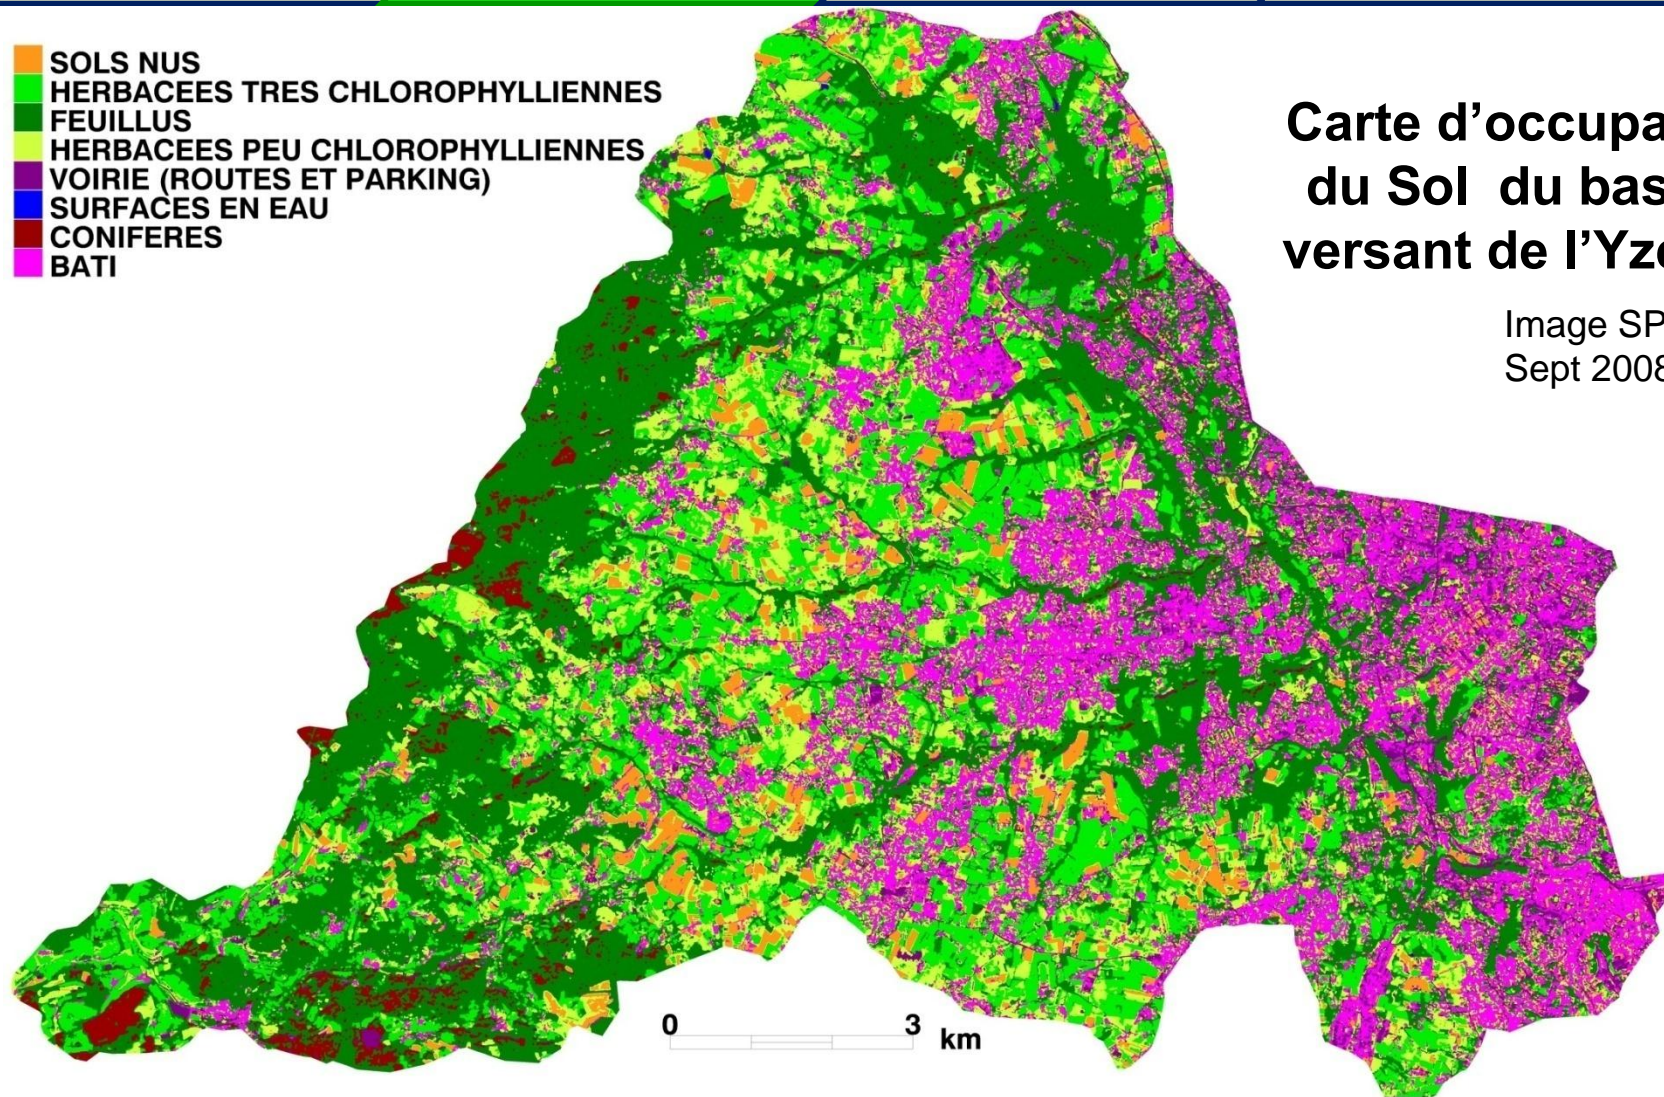 SOLS NUS
HERBACEES TRES CHLOROPHYLLIENNES
FEUILLUS
HERBACEES PEU CHLOROPHYLLIENNES
VOIRIE (ROUTES ET PARKING)
SURFACES EN EAU
CONIFERES
BATI
Carte d'occupa
du Sol du bas
versant de l'Yze
Image SP
Sept 2008
0 3 km